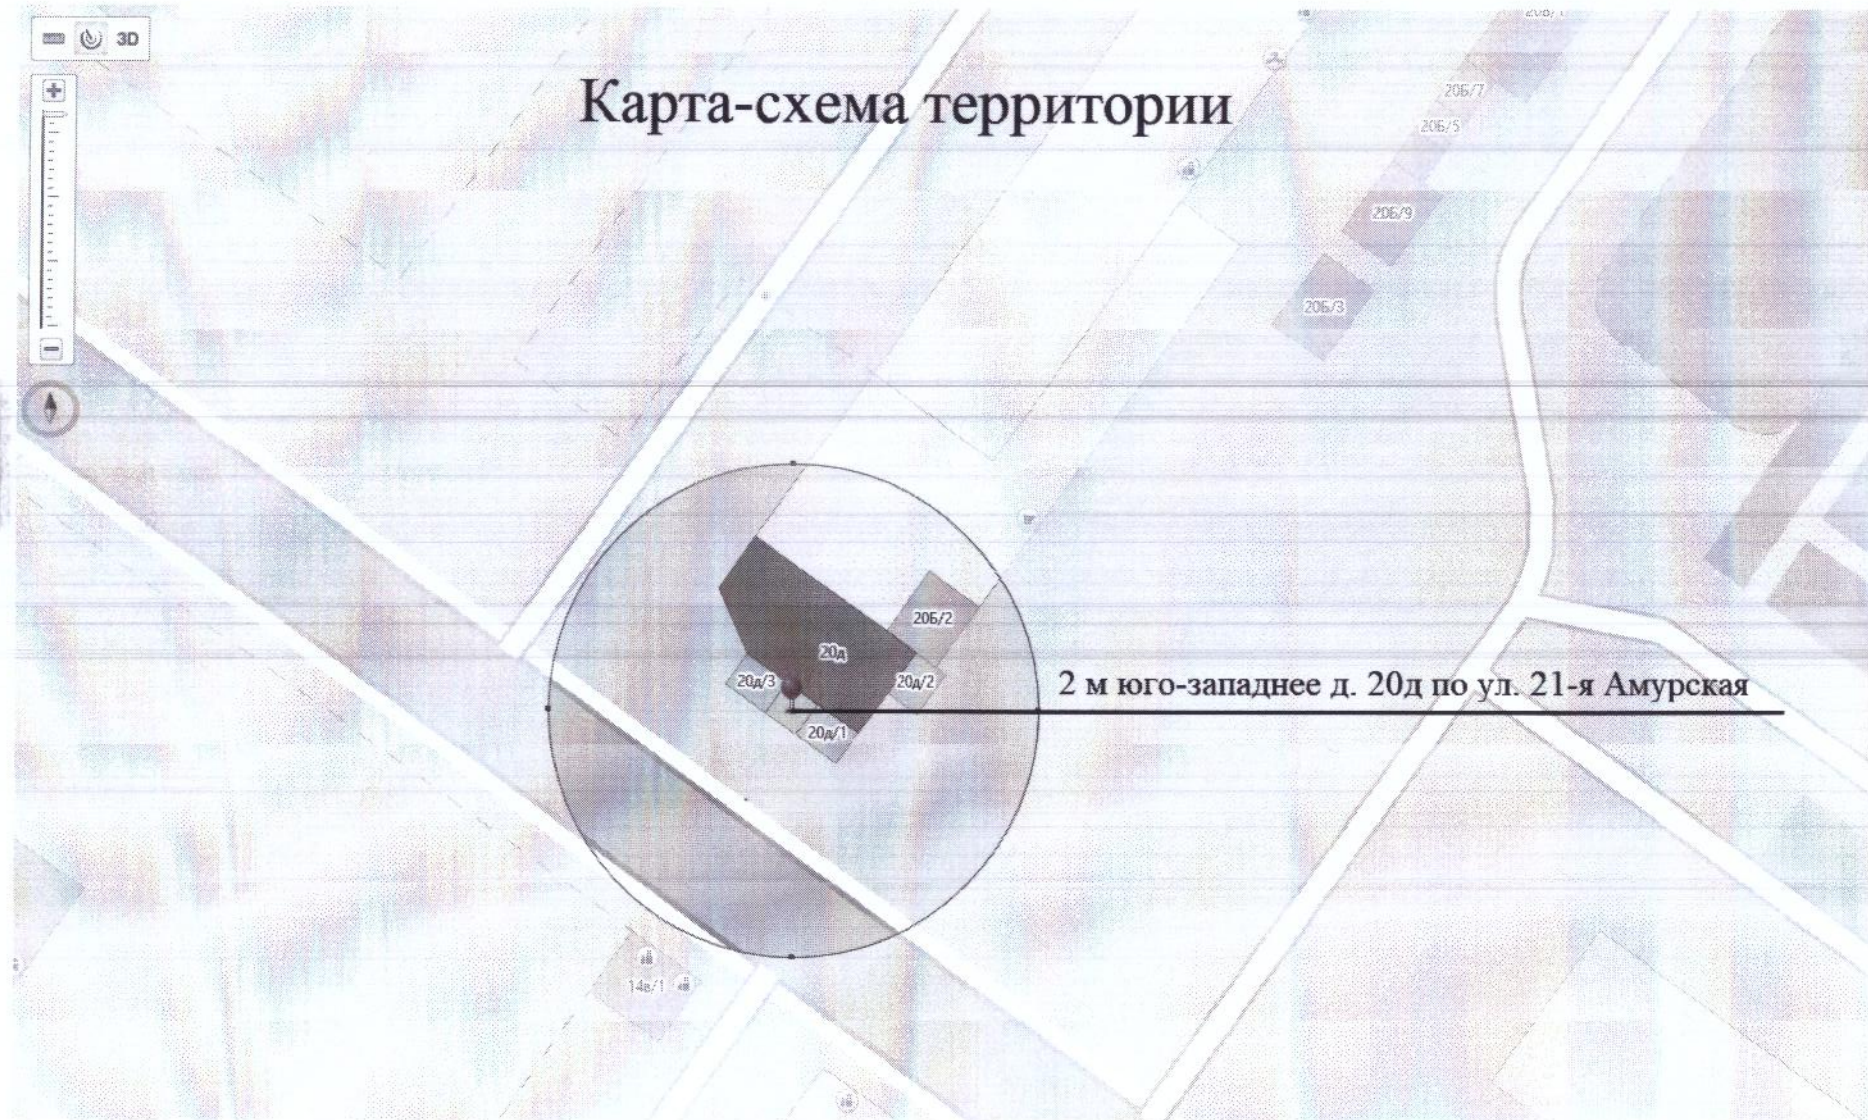 3D
Карта-схема территории
20Б/7
20Б/5
20Б/9
20Б/3
20Б/2
20д
20д/3
20д/2
2 м юго-западнее д. 20д по ул. 21-я Амурская
20д/1
14в/1